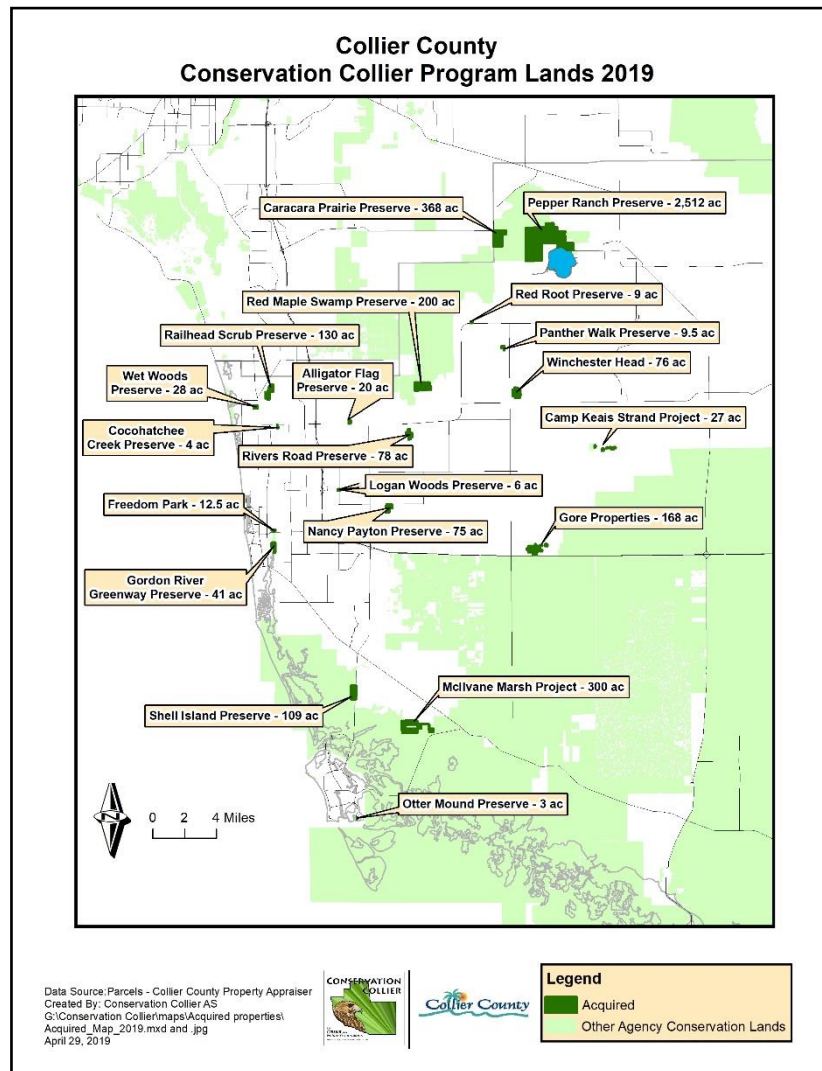 Collier County
Conservation Collier Program Lands 2019
Caracara Prairie Preserve - 368 ac
Pepper Ranch Preserve - 2,512 ac
Red Maple Swamp Preserve - 200 ac
Red Root Preserve - 9 ac
Railhead Scrub Preserve - 130 ac
Panther Walk Preserve - 9.5 ac
Wet Woods
Preserve - 28 ac
Alligator Flag
Preserve - 20 ac
Winchester Head - 76 ac
Cocohatchee
Creek Preserve - 4 ac
Camp Keais Strand Project - 27 ac
Rivers Road Preserve - 78 ac
Logan Woods Preserve - 6 ac
Freedom Park - 12.5 ac
Nancy Payton Preserve - 75 ac
Gore Properties - 168 ac
Gordon River
Greenway Preserve - 41 ac
McIlvane Marsh Project - 300 ac
Shell Island Preserve - 109 ac
Otter Mound Preserve - 3 ac
N
0 2 4 Miles
Data Source:Parcels - Collier County Property Appraiser
Created By: Conservation Collier AS
G:\Conservation Collier\maps\Acquired properties\
Acquired_Map_2019.mxd and .jpg
April 29, 2019
CONSERVATION
COLLIER
Collier County
Legend
Acquired
Other Agency Conservation Lands